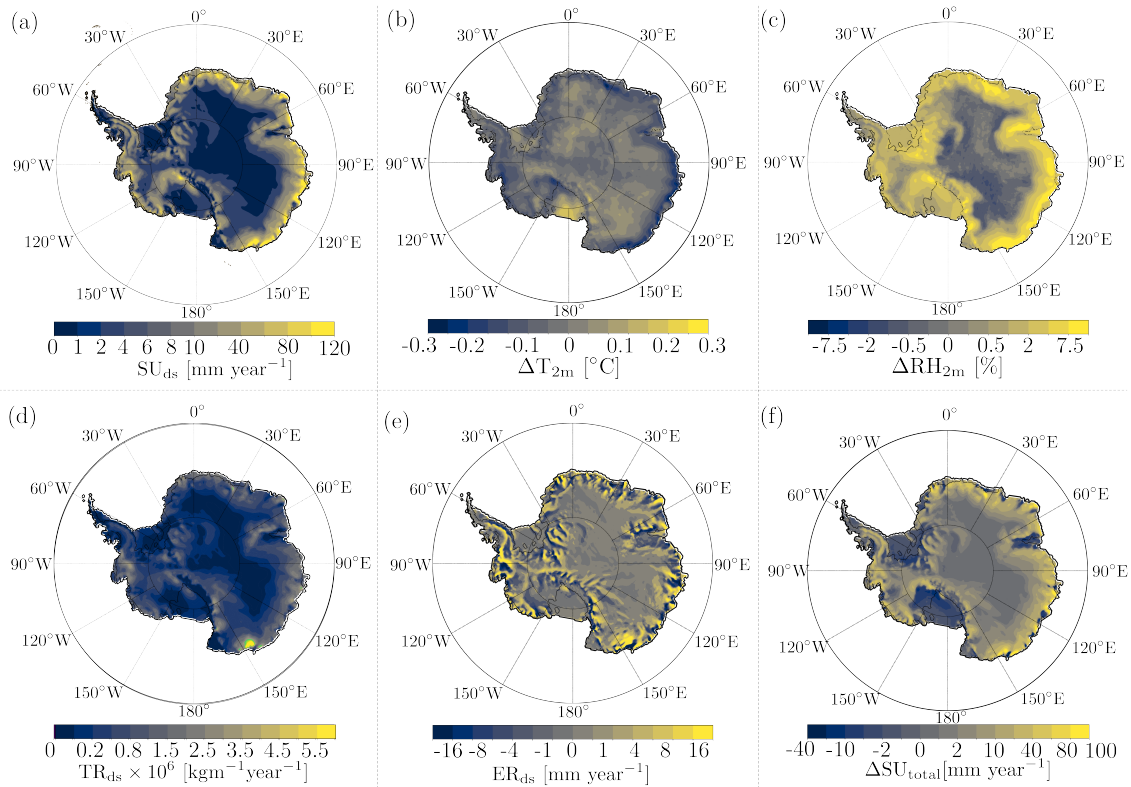 (a)
0°
30°W
30°E
60°W
60°E
90°W
90°E
120°W
120°E
150°W
150°E
180°
0 1 2 4 6 8 10 40 80 120
SU_ds [mm year⁻¹]
(b)
0°
30°W
30°E
60°W
60°E
90°W
90°E
120°W
120°E
150°W
150°E
180°
-0.3 -0.2 -0.1 0 0.1 0.2 0.3
ΔT_2m [°C]
(c)
0°
30°W
30°E
60°W
60°E
90°W
90°E
120°W
120°E
150°W
150°E
180°
-7.5 -2 -0.5 0 0.5 2 7.5
ΔRH_2m [%]
(d)
0°
30°W
30°E
60°W
60°E
90°W
90°E
120°W
120°E
150°W
150°E
180°
0 0.2 0.8 1.5 2.5 3.5 4.5 5.5
TR_ds × 10⁶ [kgm⁻¹year⁻¹]
(e)
0°
30°W
30°E
60°W
60°E
90°W
90°E
120°W
120°E
150°W
150°E
180°
-16 -8 -4 -1 0 1 4 8 16
ER_ds [mm year⁻¹]
(f)
0°
30°W
30°E
60°W
60°E
90°W
90°E
120°W
120°E
150°W
150°E
180°
-40 -10 -2 0 2 10 40 80 100
ΔSU_total[mm year⁻¹]